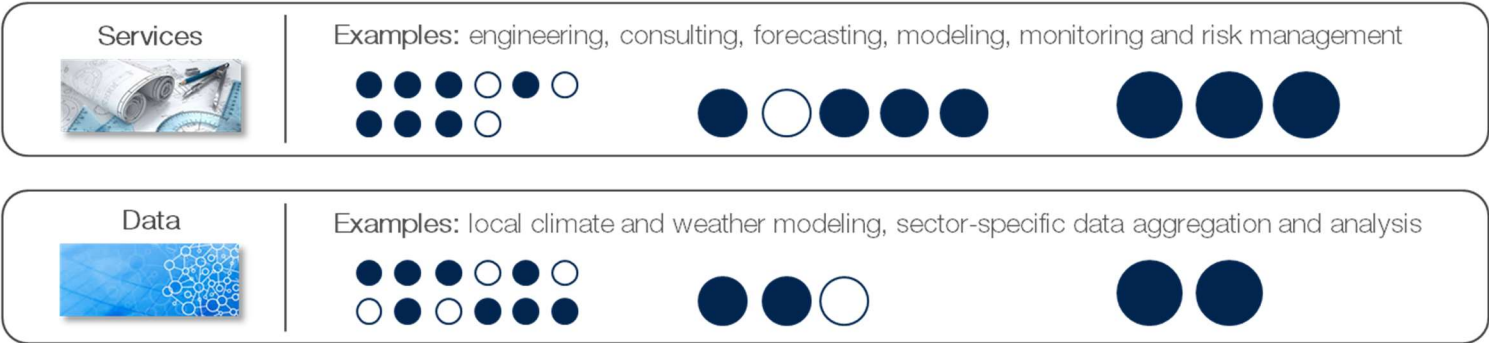 Services
Examples: engineering, consulting, forecasting, modeling, monitoring and risk management
Data
Examples: local climate and weather modeling, sector-specific data aggregation and analysis